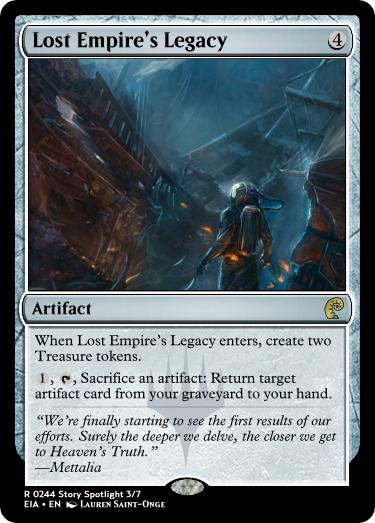 Lost Empire's Legacy 4
Artifact
When Lost Empire's Legacy enters, create two
Treasure tokens.
1, , Sacrifice an artifact: Return target
artifact card from your graveyard to your hand.
"We're finally starting to see the first results of our
efforts. Surely the deeper we delve, the closer we get
to Heaven's Truth."
—Mettalia
R 0244 Story Spotlight 3/7
EIA • EN Lauren Saint-Onge